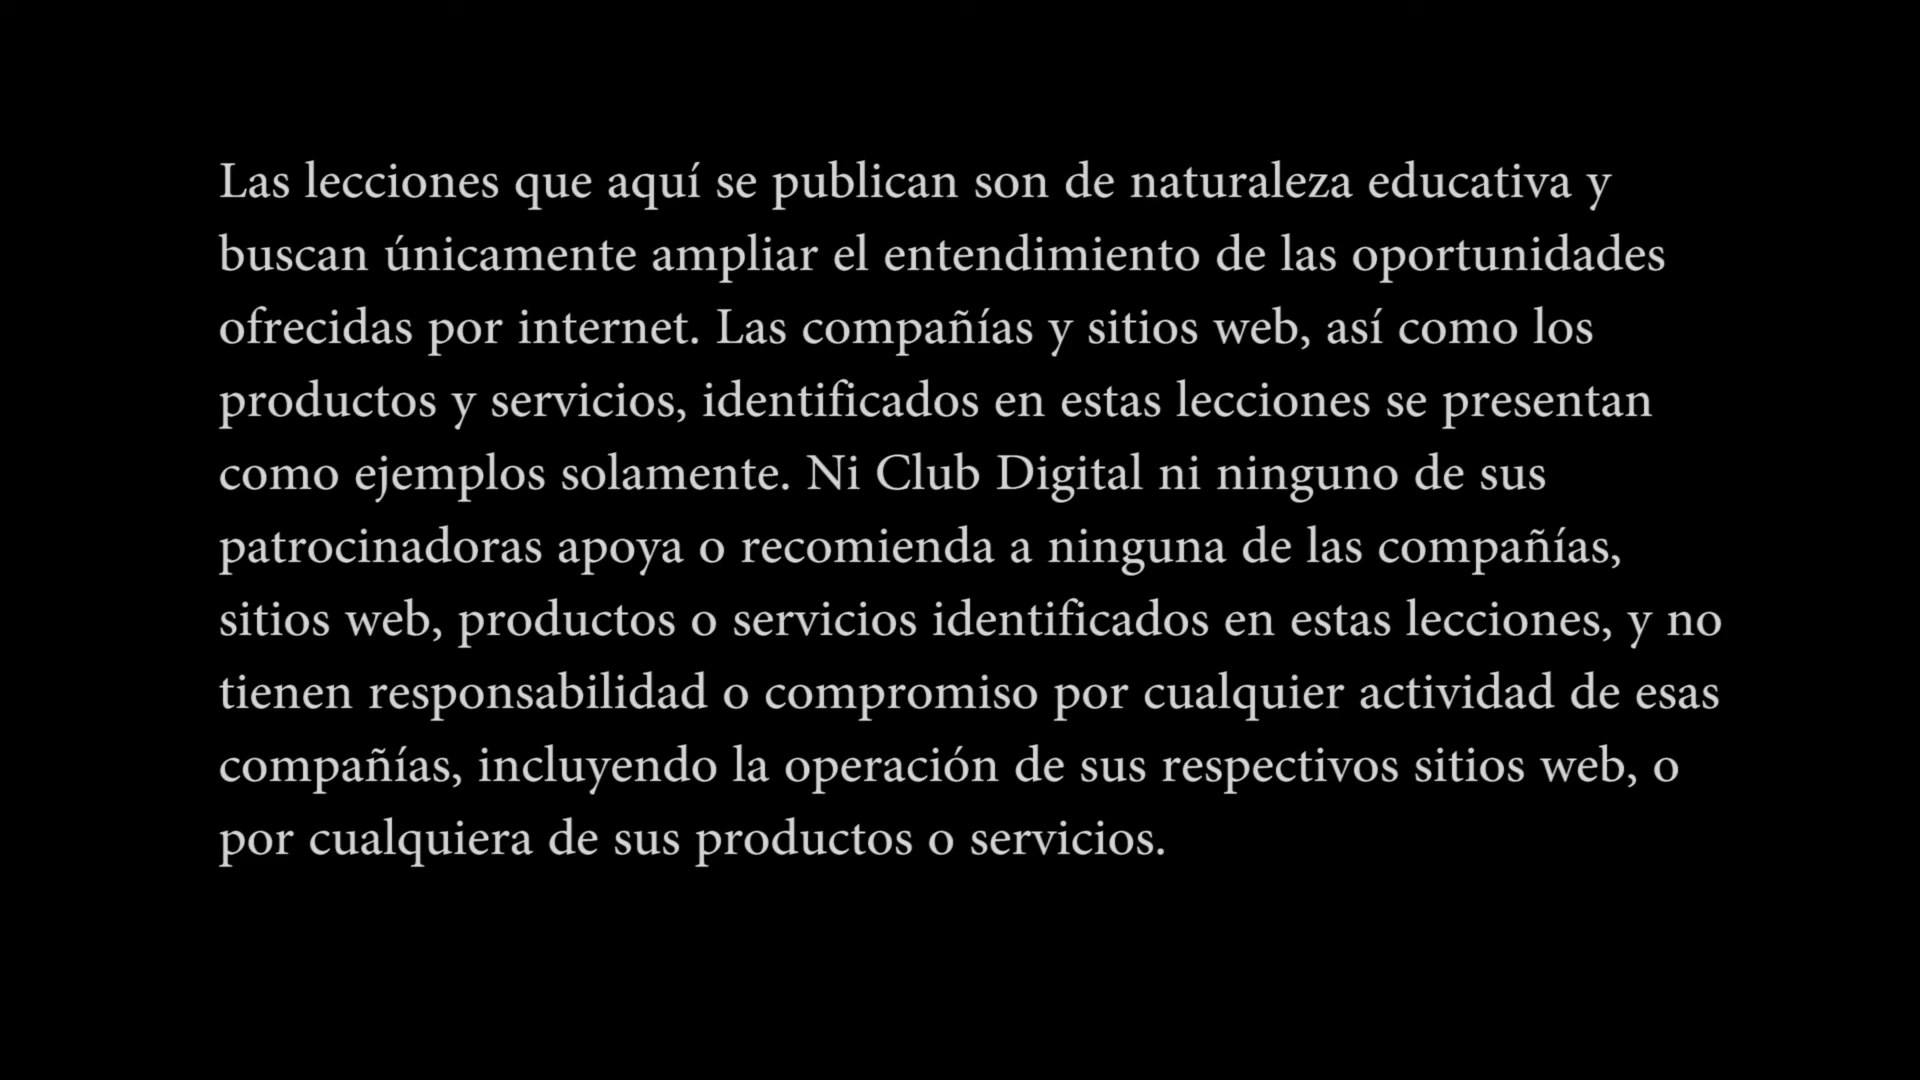 Las lecciones que aquí se publican son de naturaleza educativa y
buscan únicamente ampliar el entendimiento de las oportunidades
ofrecidas por internet. Las compañías y sitios web, así como los
productos y servicios, identificados en estas lecciones se presentan
como ejemplos solamente. Ni Club Digital ni ninguno de sus
patrocinadoras apoya o recomienda a ninguna de las compañías,
sitios web, productos o servicios identificados en estas lecciones, y no
tienen responsabilidad o compromiso por cualquier actividad de esas
compañías, incluyendo la operación de sus respectivos sitios web, o
por cualquiera de sus productos o servicios.